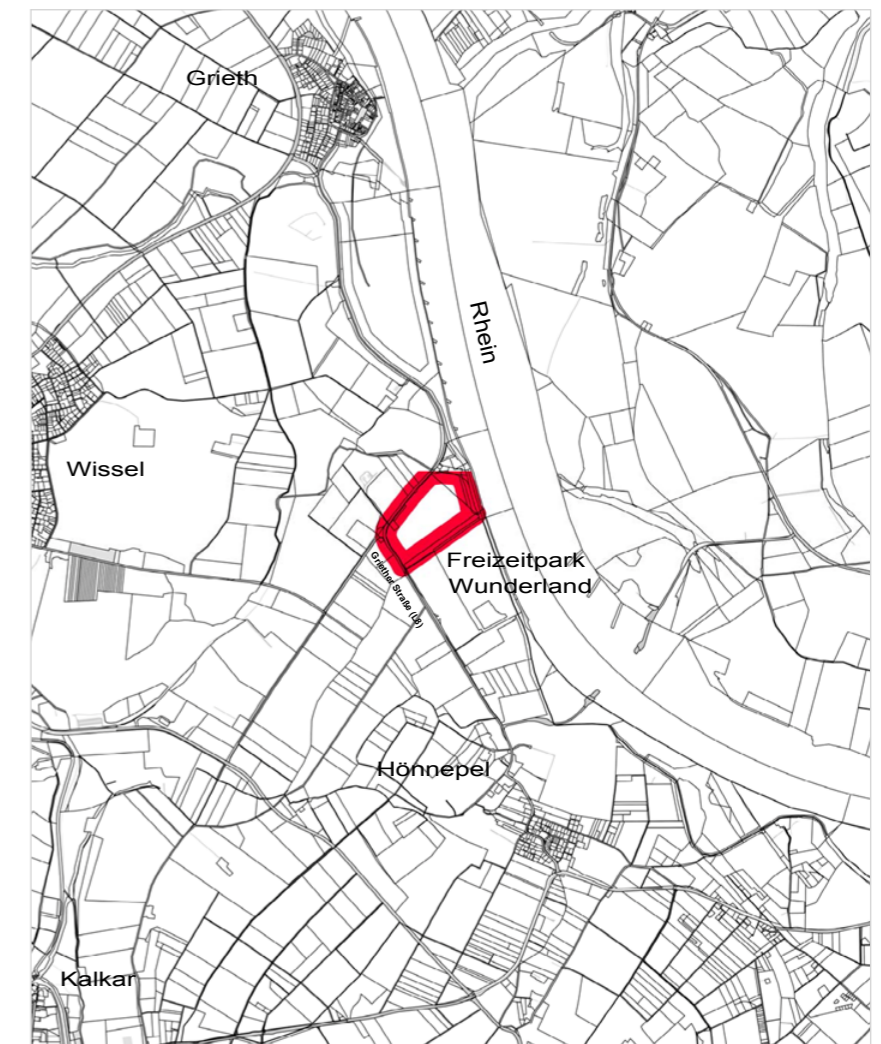 Grieth
Rhein
Wissel
Freizeitpark
Wunderland
Griether Straße (L8)
Hönnepel
Kalkar